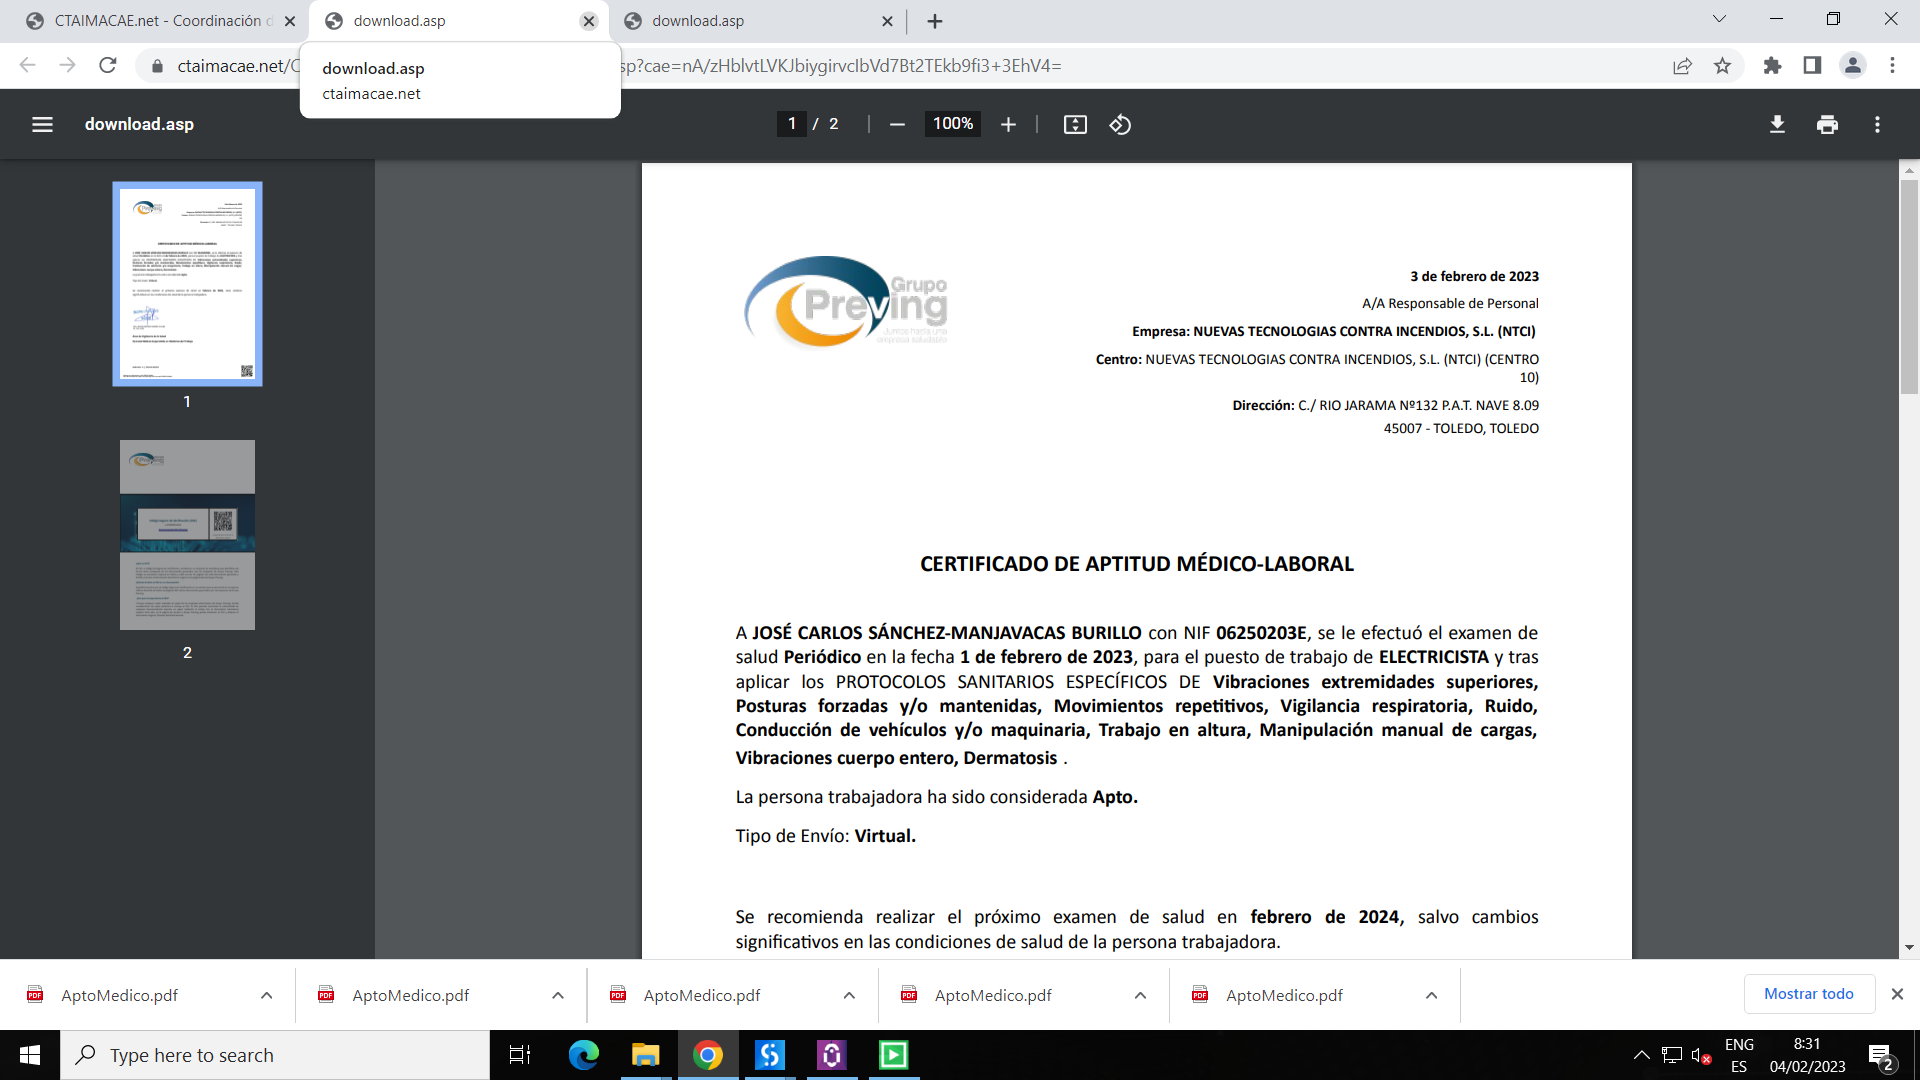 CTAIMACAE.net - Coordinación d
download.asp
download.asp
ctaimacae.net/C
sp?cae=nA/zHblvtLVKJbiygirvcIbVd7Bt2TEkb9fi3+3EhV4=
download.asp
ctaimacae.net
download.asp
1 / 2
100%
1
2
Grupo
Preving
Juntos hacia una
empresa saludable
3 de febrero de 2023
A/A Responsable de Personal
Empresa: NUEVAS TECNOLOGIAS CONTRA INCENDIOS, S.L. (NTCI)
Centro: NUEVAS TECNOLOGIAS CONTRA INCENDIOS, S.L. (NTCI) (CENTRO
10)
Dirección: C./ RIO JARAMA Nº132 P.A.T. NAVE 8.09
45007 - TOLEDO, TOLEDO
CERTIFICADO DE APTITUD MÉDICO-LABORAL
A JOSÉ CARLOS SÁNCHEZ-MANJAVACAS BURILLO con NIF 06250203E, se le efectuó el examen de
salud Periódico en la fecha 1 de febrero de 2023, para el puesto de trabajo de ELECTRICISTA y tras
aplicar los PROTOCOLOS SANITARIOS ESPECÍFICOS DE Vibraciones extremidades superiores,
Posturas forzadas y/o mantenidas, Movimientos repetitivos, Vigilancia respiratoria, Ruido,
Conducción de vehículos y/o maquinaria, Trabajo en altura, Manipulación manual de cargas,
Vibraciones cuerpo entero, Dermatosis .
La persona trabajadora ha sido considerada Apto.
Tipo de Envío: Virtual.
Se recomienda realizar el próximo examen de salud en febrero de 2024, salvo cambios
significativos en las condiciones de salud de la persona trabajadora.
AptoMedico.pdf
AptoMedico.pdf
AptoMedico.pdf
AptoMedico.pdf
AptoMedico.pdf
Mostrar todo
Type here to search
ENG
ES
8:31
04/02/2023
2